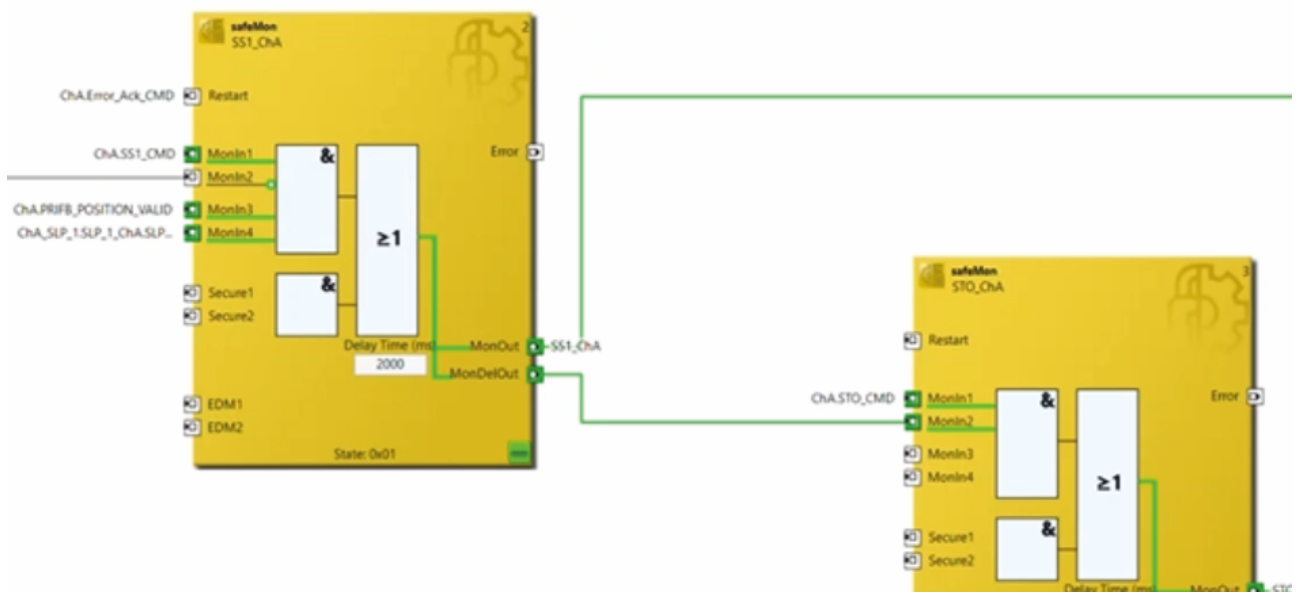 safeMon
SS1_ChA
2
ChA.Error_Ack_CMD
Restart
ChA.SS1_CMD
MonIn1
&
Error
MonIn2
ChA.PRIFB_POSITION_VALID
MonIn3
ChA_SLP_1.SLP_1_ChA.SLP...
MonIn4
≥1
Secure1
&
Secure2
Delay Time (ms)
MonOut
SS1_ChA
2000
MonDelOut
EDM1
EDM2
State: 0x01
safeMon
STO_ChA
3
Restart
ChA.STO_CMD
MonIn1
&
Error
MonIn2
MonIn3
MonIn4
≥1
Secure1
&
Secure2
Delay Time (ms)
MonOut
STO